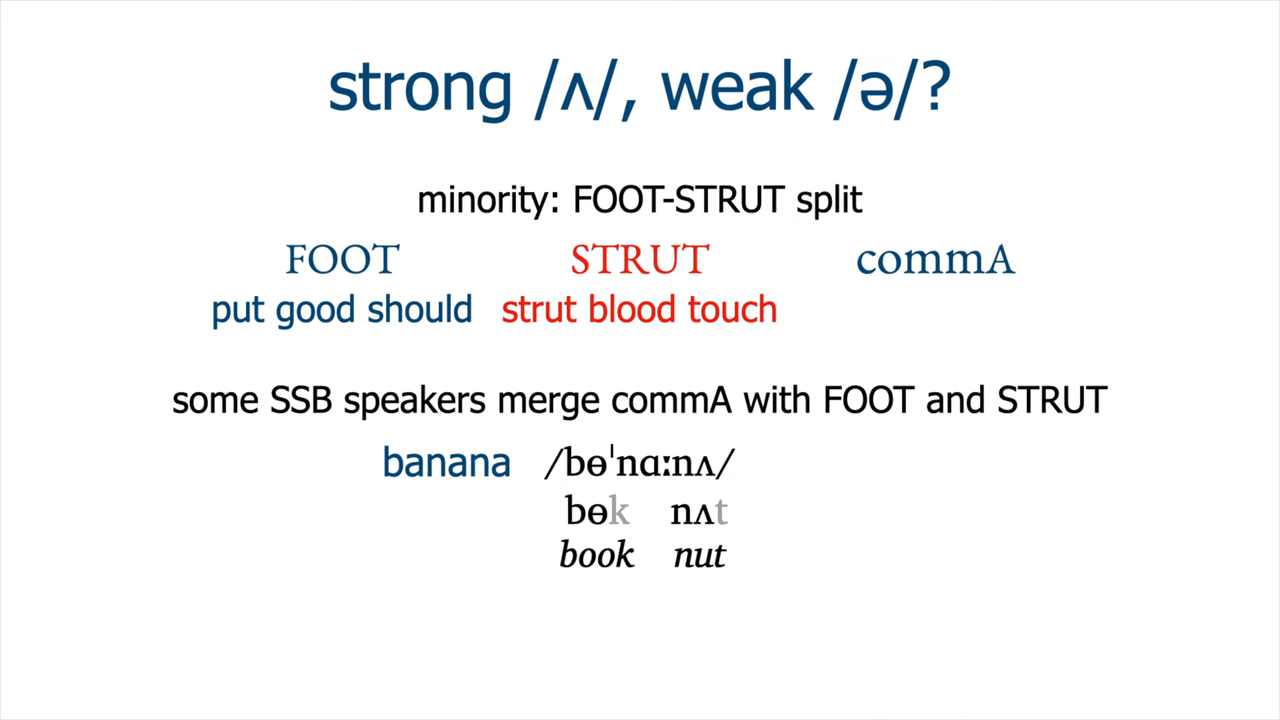 strong /ʌ/, weak /ə/?
minority: FOOT-STRUT split
FOOT STRUT commA
put good should strut blood touch
some SSB speakers merge commA with FOOT and STRUT
banana /bɵˈnɑːnʌ/
bɵk nʌt
book nut